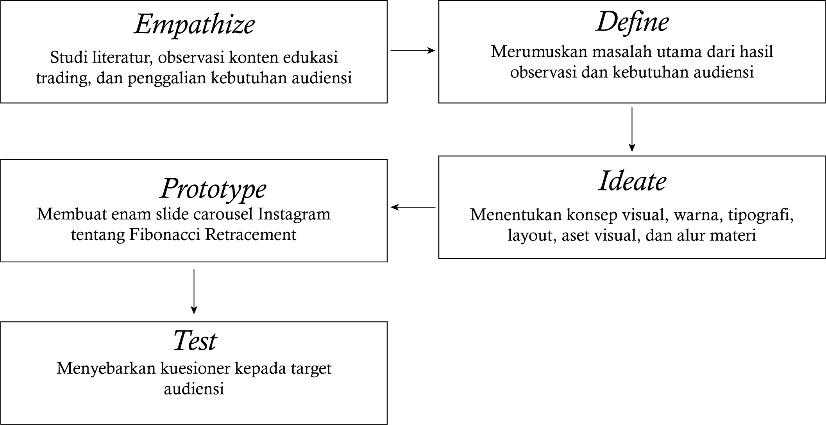 Empathize
Studi literatur, observasi konten edukasi
trading, dan penggalian kebutuhan audiensi
Define
Merumuskan masalah utama dari hasil
observasi dan kebutuhan audiensi
Ideate
Menentukan konsep visual, warna, tipografi,
layout, aset visual, dan alur materi
Prototype
Membuat enam slide carousel Instagram
tentang Fibonacci Retracement
Test
Menyebarkan kuesioner kepada target
audiensi